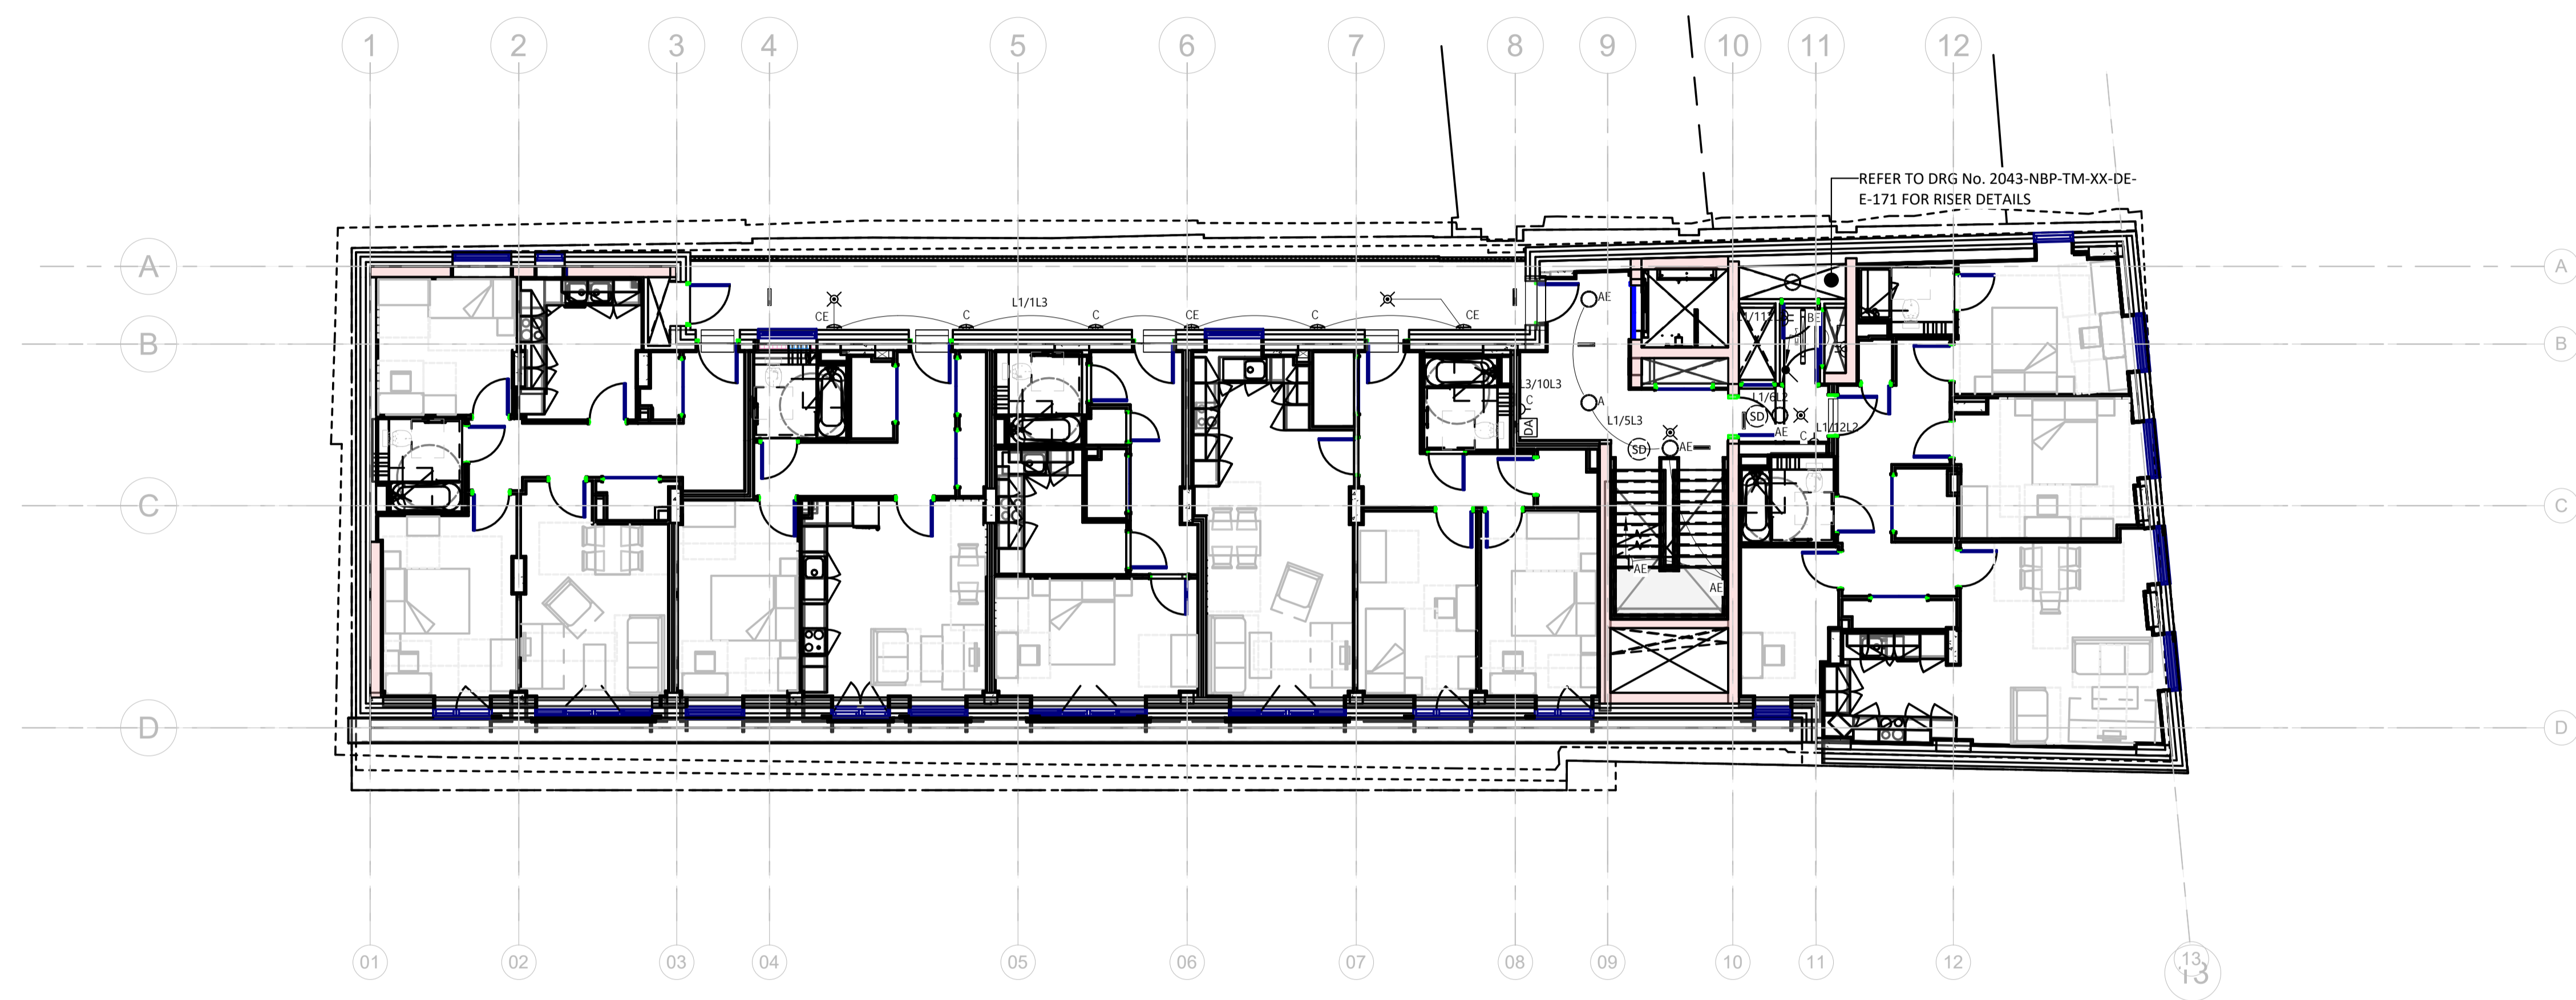 1 2 3 4 5 6 7 8 9 10 11 12
REFER TO DRG No. 2043-NBP-TM-XX-DE-
E-171 FOR RISER DETAILS
A A
L1/1L3
AE
CE C C CE C CE
BE
B B
L3/10L3
C
A
L1/6L2
L1/5L3
SD
DA
AE
C
L1/12L2
SD
AE
C C
AE
AE
D D
01 02 03 04 05 06 07 08 09 10 11 12 13
13